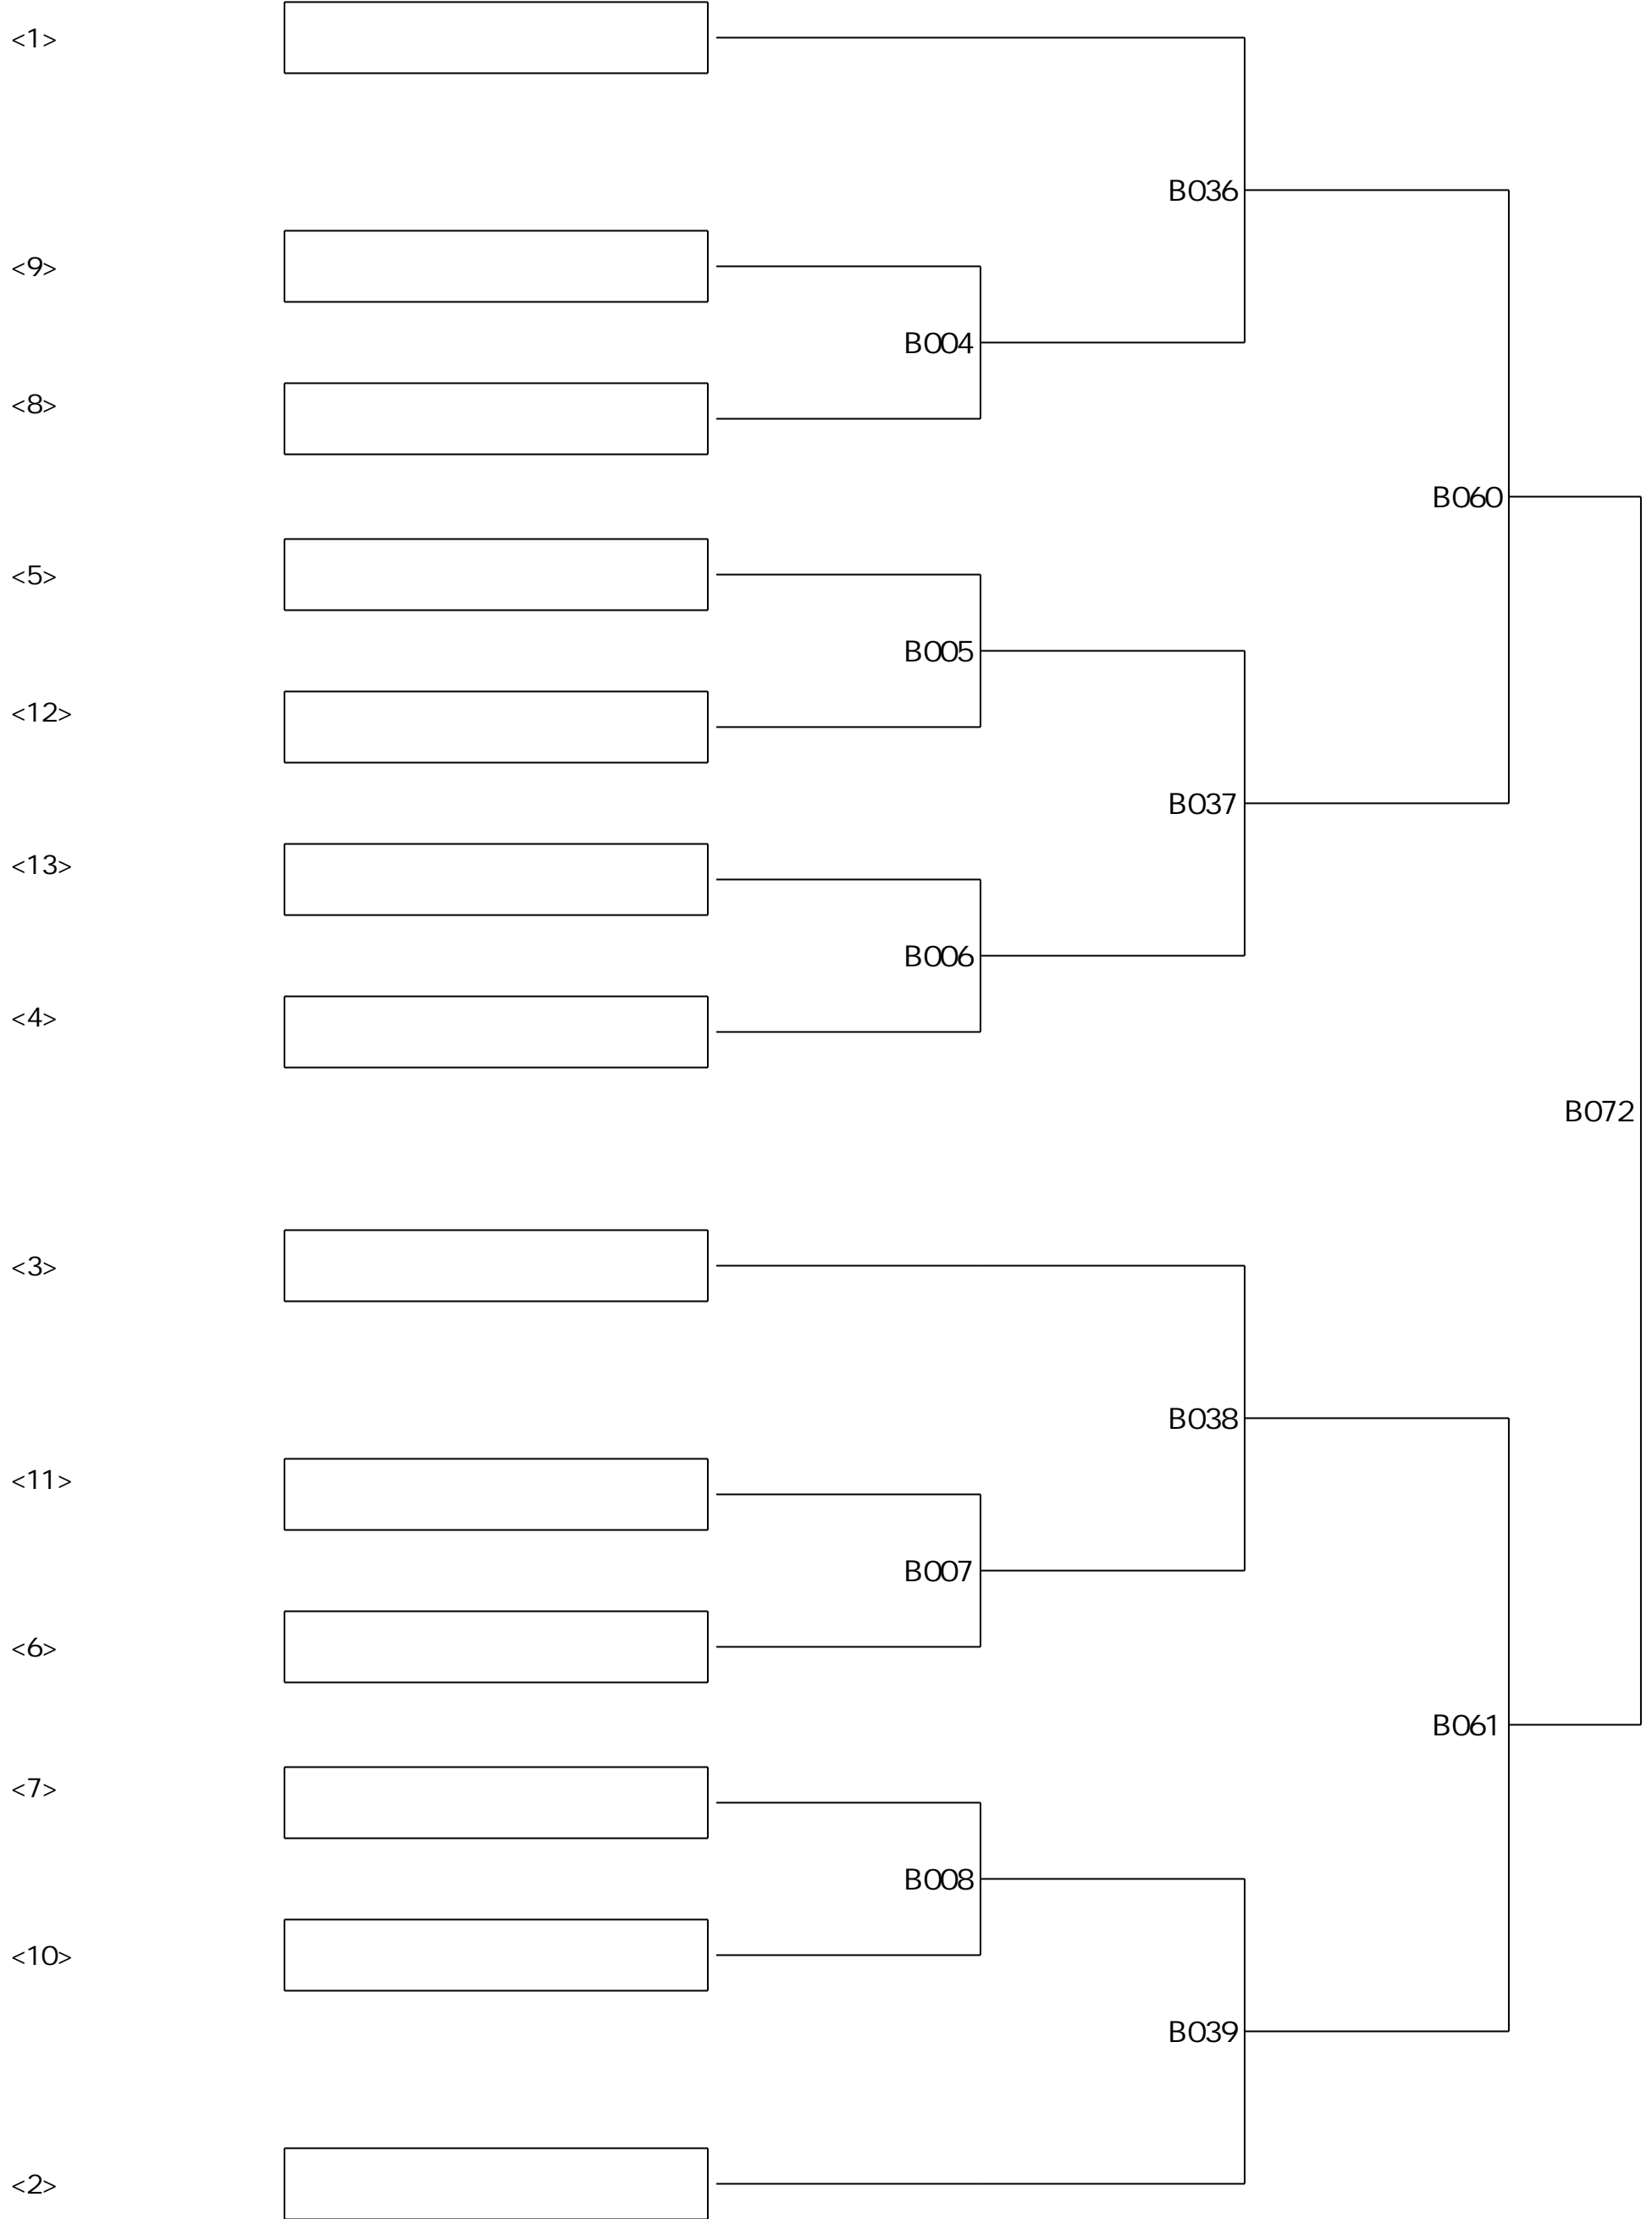 <1>
B036
<9>
B004
<8>
B060
<5>
B005
<12>
B037
<13>
B006
<4>
B072
<3>
B038
<11>
B007
<6>
B061
<7>
B008
<10>
B039
<2>